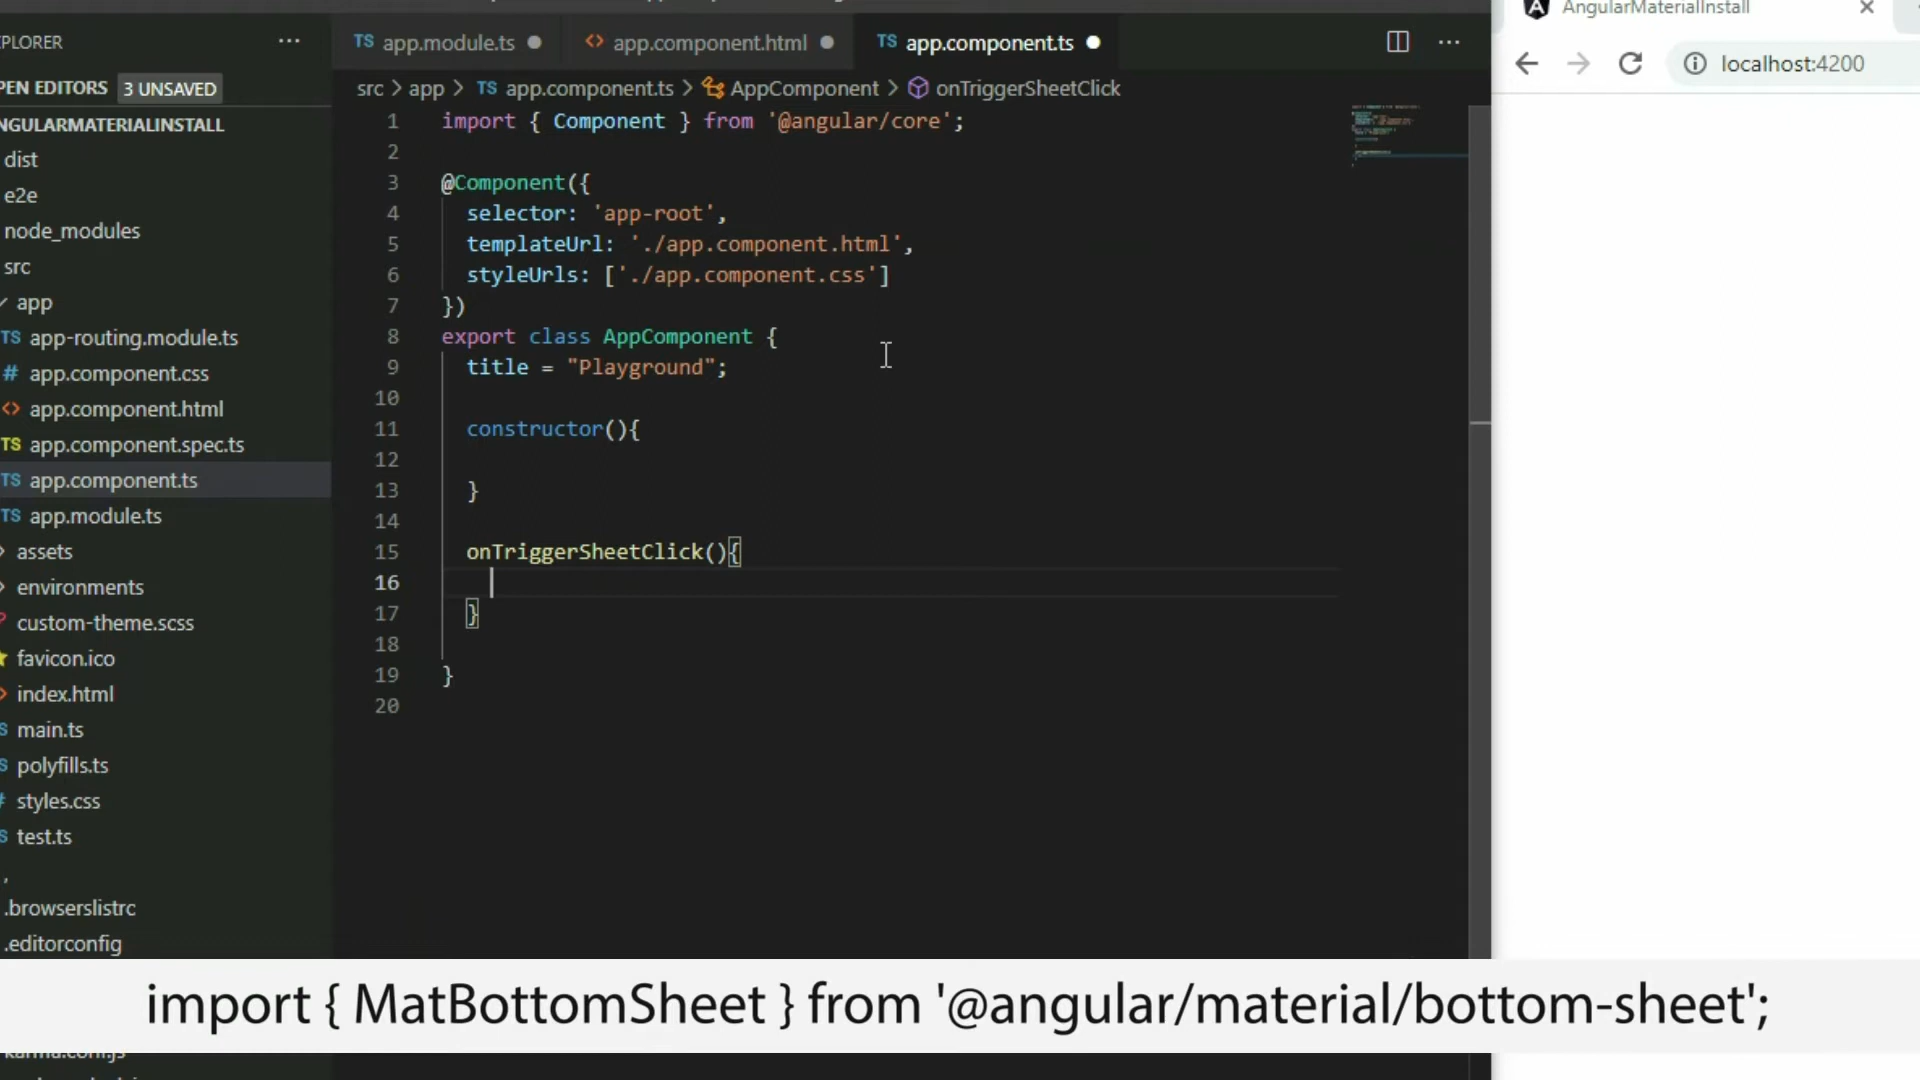 AngularMaterialInstall
PLORER
TS app.module.ts
<> app.component.html
TS app.component.ts
localhost:4200
PEN EDITORS 3 UNSAVED
src > app > TS app.component.ts > AppComponent > onTriggerSheetClick
NGULARMATERIALINSTALL
dist
e2e
node_modules
src
app
TS app-routing.module.ts
# app.component.css
<> app.component.html
TS app.component.spec.ts
TS app.component.ts
TS app.module.ts
assets
environments
custom-theme.scss
favicon.ico
index.html
main.ts
polyfills.ts
styles.css
test.ts
.browserslistrc
.editorconfig
karma.conf.js
1 import { Component } from '@angular/core';
2
3 @Component({
4 selector: 'app-root',
5 templateUrl: './app.component.html',
6 styleUrls: ['./app.component.css']
7 })
8 export class AppComponent {
9 title = "Playground";
10
11 constructor(){
12
13 }
14
15 onTriggerSheetClick(){
16
17 }
18
19 }
20
import { MatBottomSheet } from '@angular/material/bottom-sheet';